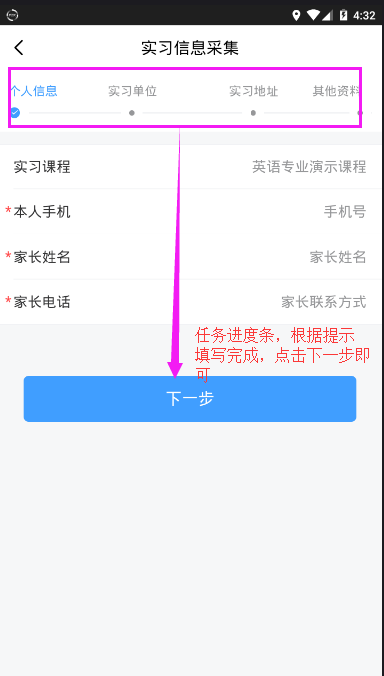 4:32
实习信息采集
个人信息 实习单位 实习地址 其他资料
实习课程 英语专业演示课程
*本人手机 手机号
*家长姓名 家长姓名
*家长电话 家长联系方式
任务进度条，根据提示
填写完成，点击下一步即
可
下一步